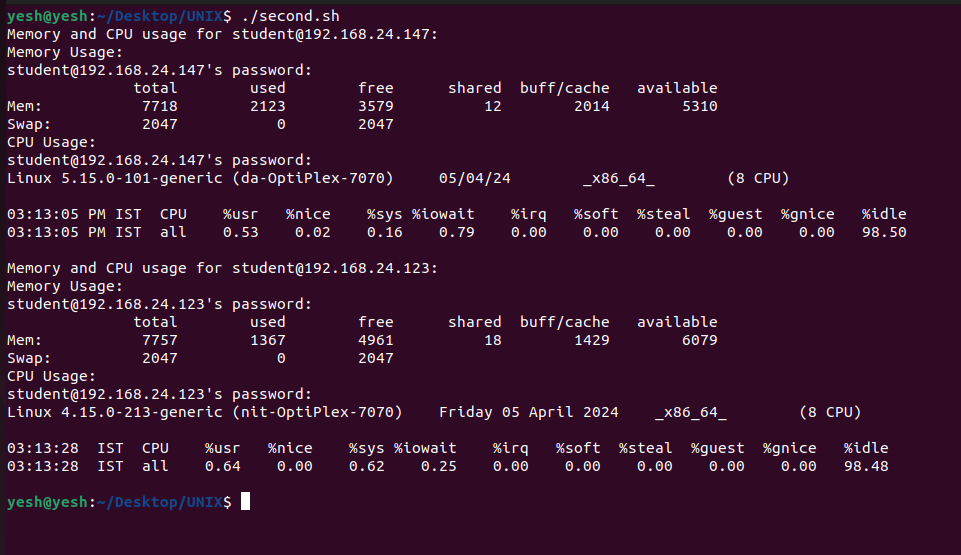 yesh@yesh:~/Desktop/UNIX$ ./second.sh
Memory and CPU usage for student@192.168.24.147:
Memory Usage:
student@192.168.24.147's password:
              total        used        free      shared  buff/cache   available
Mem:           7718        2123        3579          12        2014        5310
Swap:          2047           0        2047
CPU Usage:
student@192.168.24.147's password:
Linux 5.15.0-101-generic (da-OptiPlex-7070)     05/04/24        _x86_64_        (8 CPU)

03:13:05 PM IST  CPU    %usr   %nice    %sys %iowait    %irq   %soft  %steal  %guest  %gnice   %idle
03:13:05 PM IST  all    0.53    0.02    0.16    0.79    0.00    0.00    0.00    0.00    0.00   98.50

Memory and CPU usage for student@192.168.24.123:
Memory Usage:
student@192.168.24.123's password:
              total        used        free      shared  buff/cache   available
Mem:           7757        1367        4961          18        1429        6079
Swap:          2047           0        2047
CPU Usage:
student@192.168.24.123's password:
Linux 4.15.0-213-generic (nit-OptiPlex-7070)    Friday 05 April 2024    _x86_64_        (8 CPU)

03:13:28  IST  CPU    %usr   %nice    %sys %iowait    %irq   %soft  %steal  %guest  %gnice   %idle
03:13:28  IST  all    0.64    0.00    0.62    0.25    0.00    0.00    0.00    0.00    0.00   98.48

yesh@yesh:~/Desktop/UNIX$